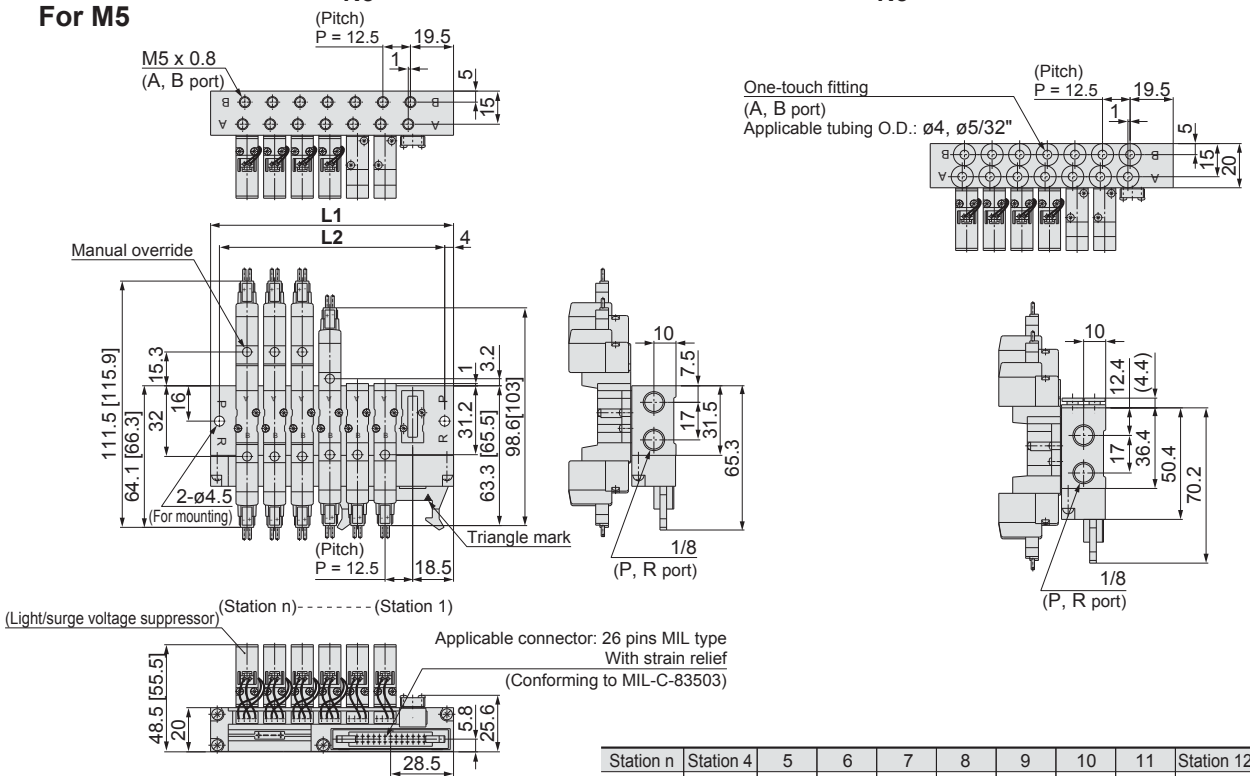 For M5
(Pitch)
P = 12.5
19.5
1
M5 x 0.8
(A, B port)
5
15
B
B
A
A
L1
L2
4
Manual override
111.5 [115.9]
64.1 [66.3]
32
16
15.3
P
R
P
R
1
3.2
31.2
63.3 [65.5]
98.6[103]
2-ø4.5
(For mounting)
Triangle mark
(Pitch)
P = 12.5
18.5
10
7.5
17
31.5
65.3
1/8
(P, R port)
(Station n)--------(Station 1)
(Light/surge voltage suppressor)
Applicable connector: 26 pins MIL type
With strain relief
(Conforming to MIL-C-83503)
48.5 [55.5]
20
5.8
25.6
28.5
One-touch fitting
(A, B port)
Applicable tubing O.D.: ø4, ø5/32"
(Pitch)
P = 12.5
19.5
1
5
15
20
B
B
A
A
10
12.4
(4.4)
17
36.4
50.4
70.2
1/8
(P, R port)
Station n Station 4 5 6 7 8 9 10 11 Station 12